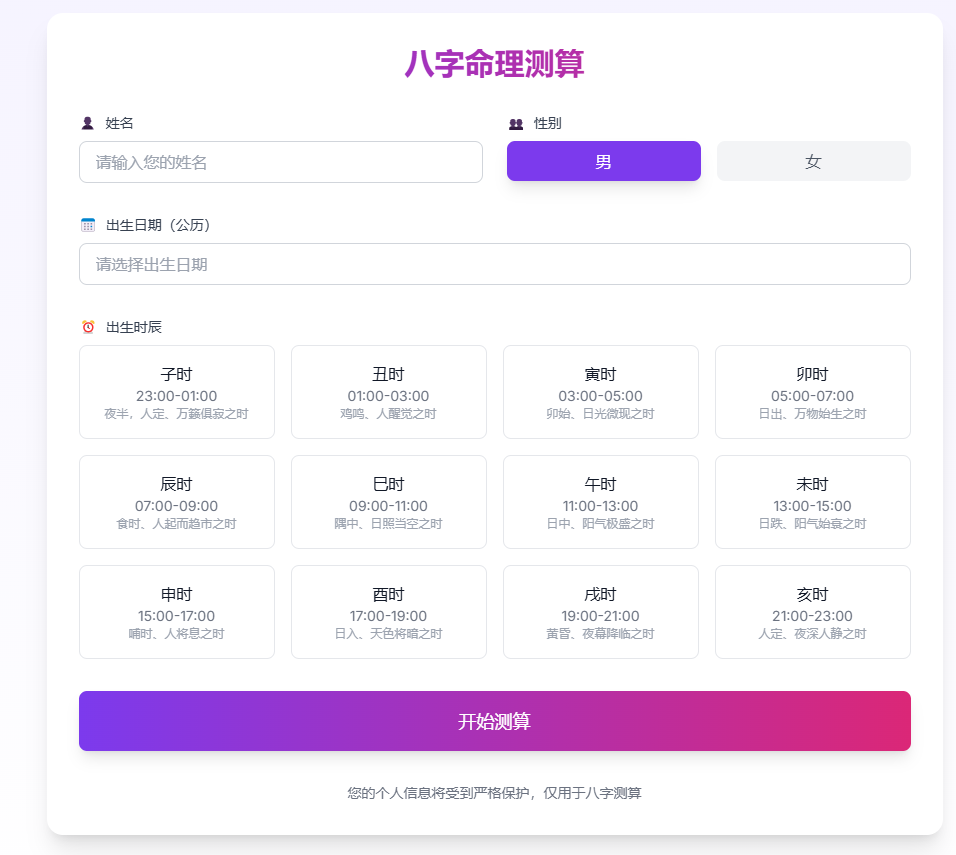 八字命理测算
姓名
性别
请输入您的姓名
男
女
出生日期（公历）
请选择出生日期
出生时辰
子时
23:00-01:00
夜半，人定、万籁俱寂之时
丑时
01:00-03:00
鸡鸣、人醒觉之时
寅时
03:00-05:00
卯始、日光微现之时
卯时
05:00-07:00
日出、万物始生之时
辰时
07:00-09:00
食时、人起而趋市之时
巳时
09:00-11:00
隅中、日照当空之时
午时
11:00-13:00
日中、阳气极盛之时
未时
13:00-15:00
日跌、阳气始衰之时
申时
15:00-17:00
哺时、人将息之时
酉时
17:00-19:00
日入、天色将暗之时
戌时
19:00-21:00
黄昏、夜幕降临之时
亥时
21:00-23:00
人定、夜深人静之时
开始测算
您的个人信息将受到严格保护，仅用于八字测算